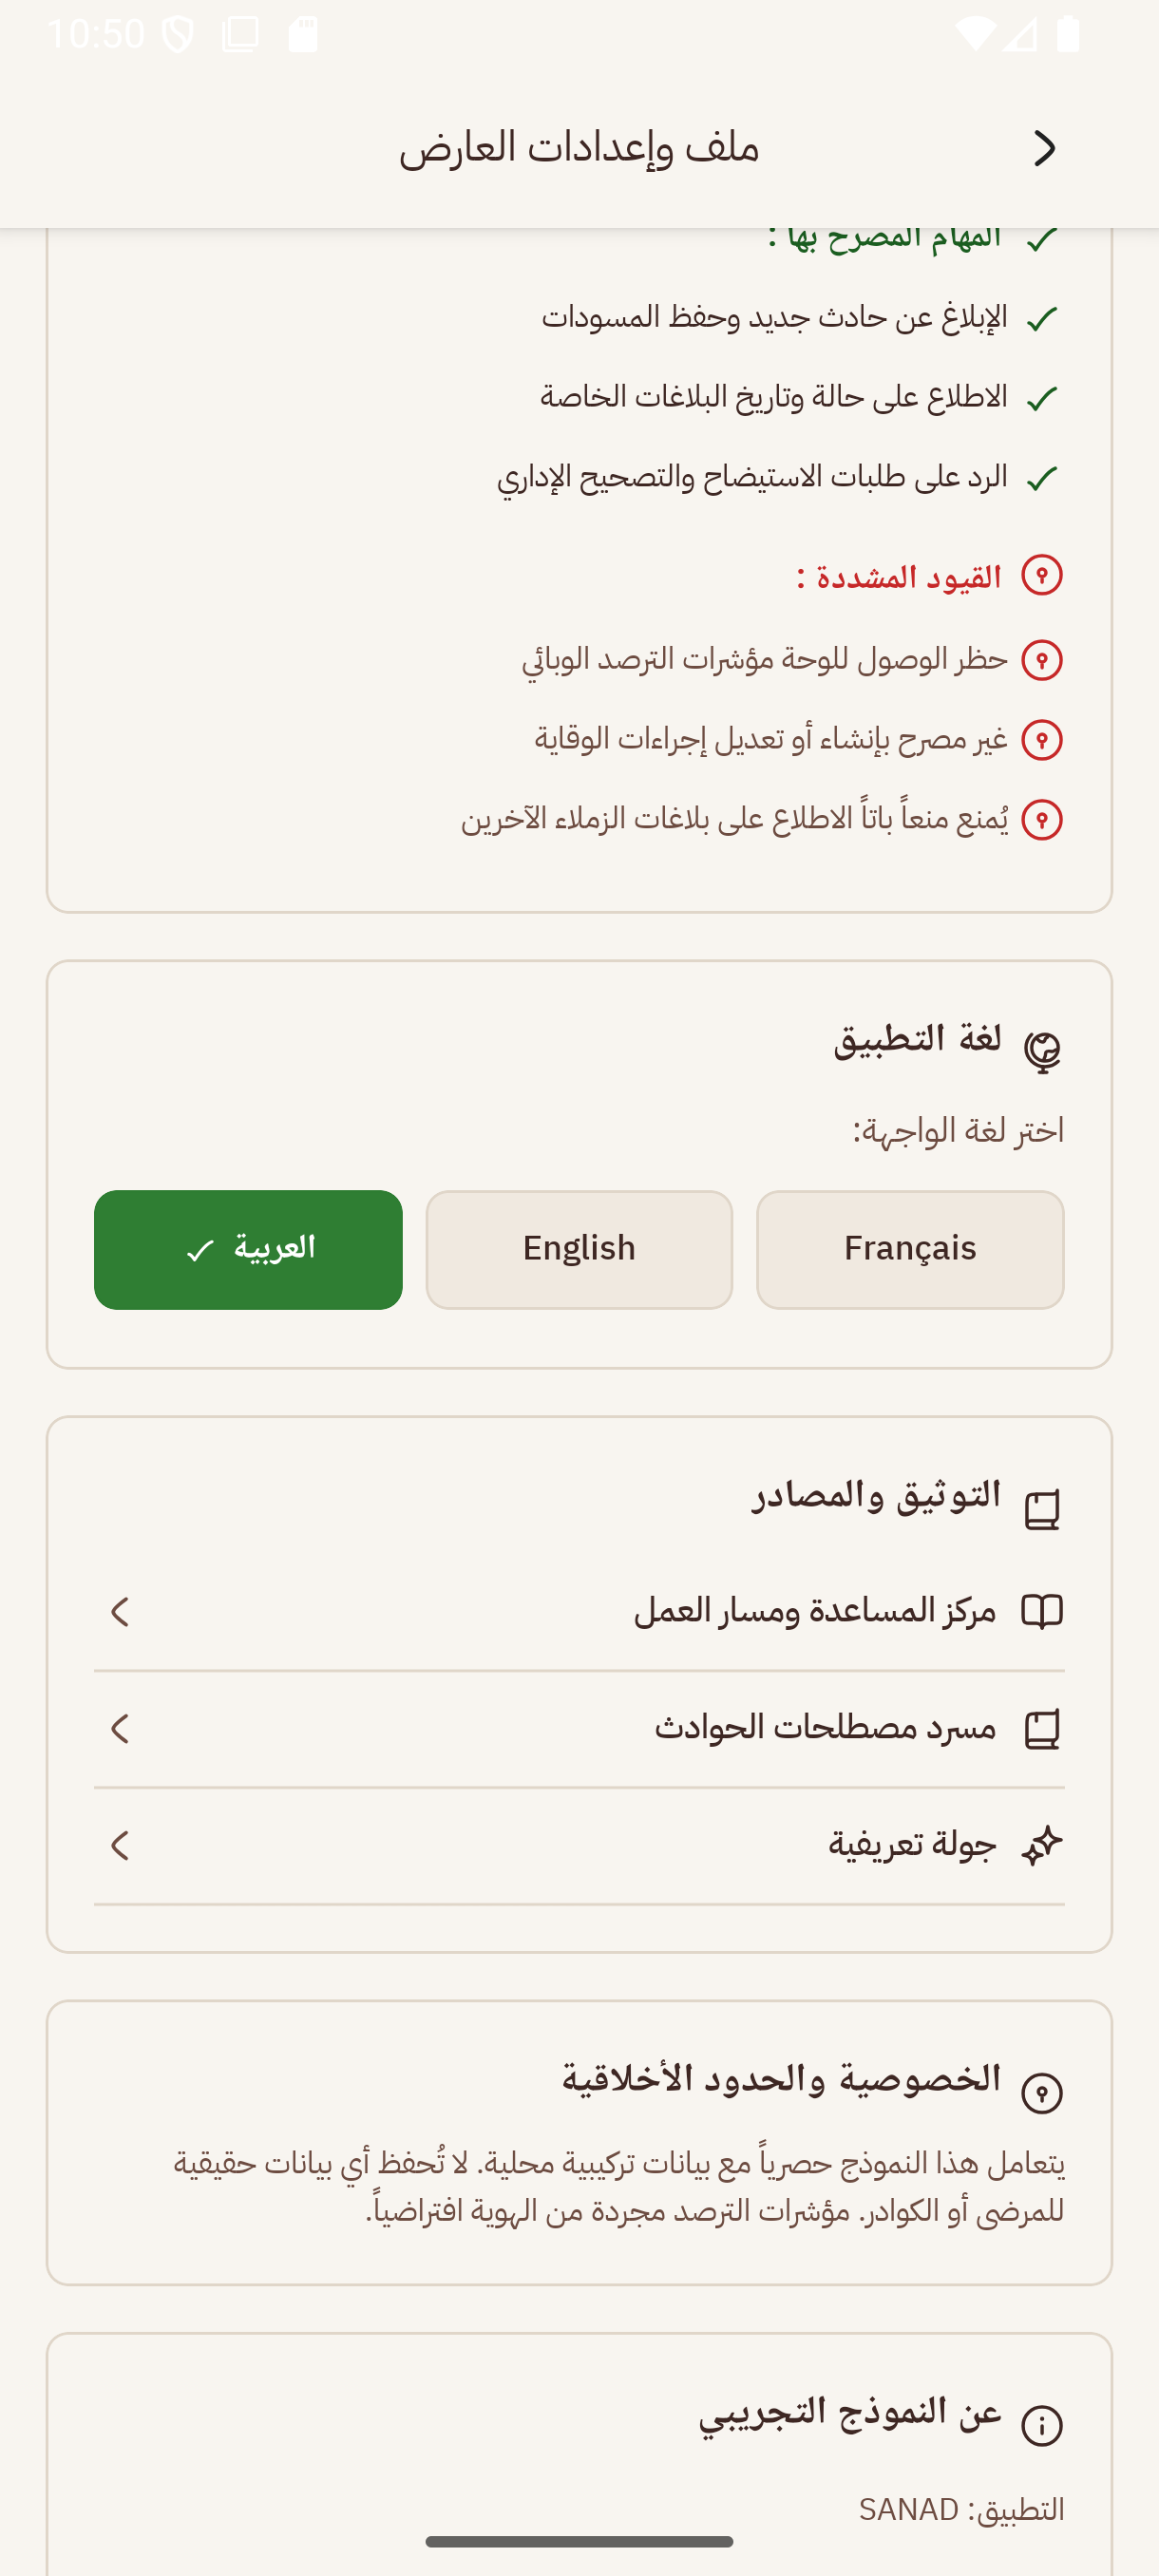 10:50
ملف وإعدادات العارض
المهام المصرح بها :
الإبلاغ عن حادث جديد وحفظ المسودات
الاطلاع على حالة وتاريخ البلاغات الخاصة
الرد على طلبات الاستيضاح والتصحيح الإداري
القيود المشددة :
حظر الوصول للوحة مؤشرات الترصد الوبائي
غير مصرح بإنشاء أو تعديل إجراءات الوقاية
يُمنع منعاً باتاً الاطلاع على بلاغات الزملاء الآخرين
لغة التطبيق
اختر لغة الواجهة:
Français
English
العربية
التوثيق والمصادر
مركز المساعدة ومسار العمل
مسرد مصطلحات الحوادث
جولة تعريفية
الخصوصية والحدود الأخلاقية
يتعامل هذا النموذج حصرياً مع بيانات تركيبية محلية. لا تُحفظ أي بيانات حقيقية
للمرضى أو الكوادر. مؤشرات الترصد مجردة من الهوية افتراضياً.
عن النموذج التجريبي
التطبيق: SANAD